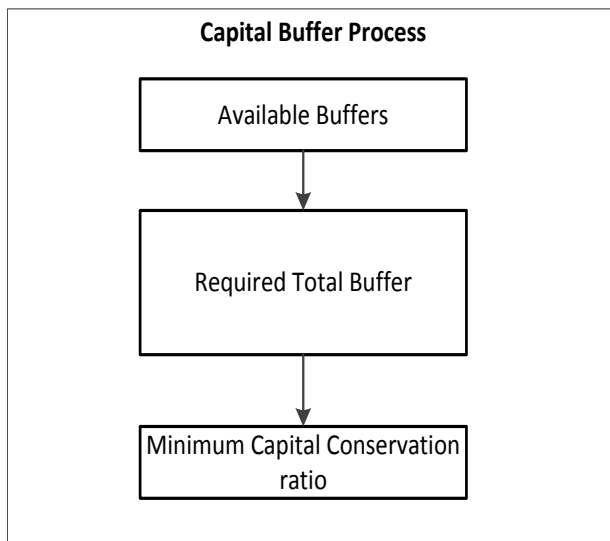 Capital Buffer Process
Available Buffers
Required Total Buffer
Minimum Capital Conservation
ratio